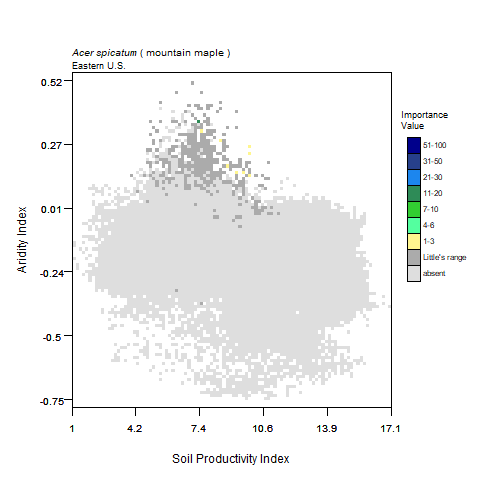 Acer spicatum ( mountain maple )
Eastern U.S.
0.52
0.27
0.01
-0.24
-0.5
-0.75
Aridity Index
1 4.2 7.4 10.6 13.9 17.1
Soil Productivity Index
Importance
Value
51-100
31-50
21-30
11-20
7-10
4-6
1-3
Little's range
absent